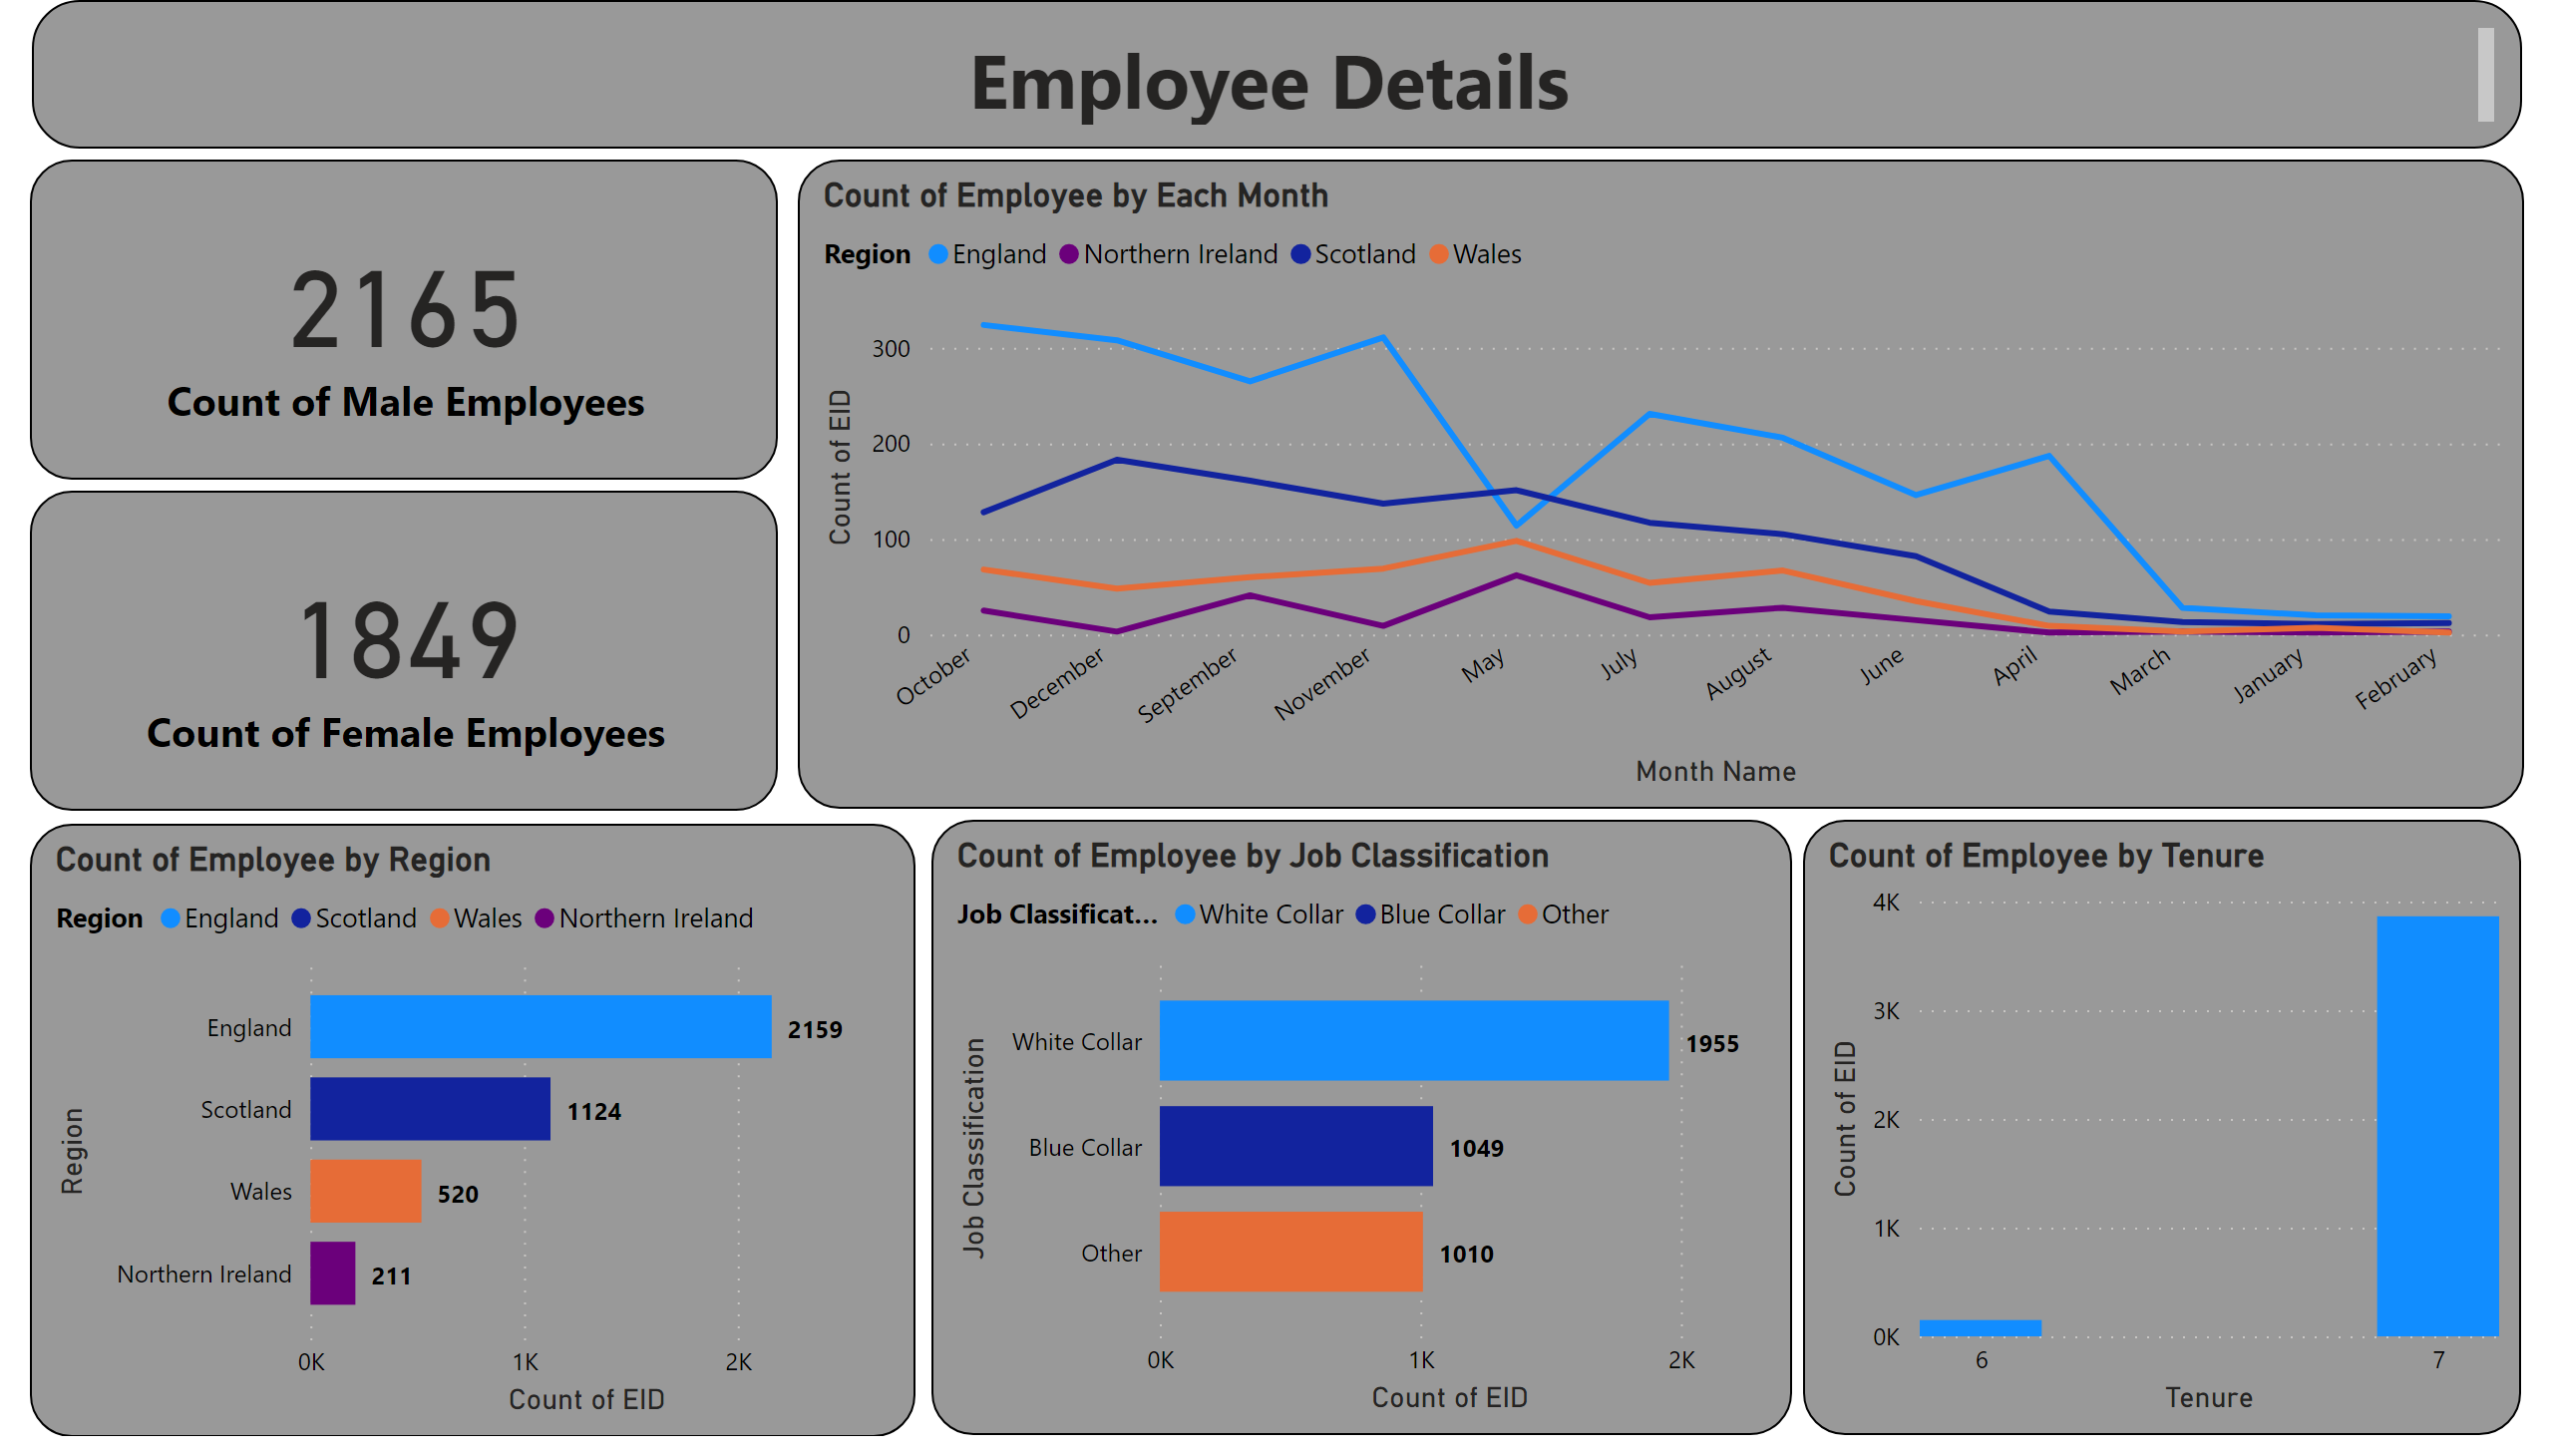 Employee Details
2165
Count of Male Employees
1849
Count of Female Employees
Count of Employee by Each Month
Region England Northern Ireland Scotland Wales
Count of EID
300
200
100
0
October December September November May July August June April March January February
Month Name
Count of Employee by Region
Region England Scotland Wales Northern Ireland
Region
England 2159
Scotland 1124
Wales 520
Northern Ireland 211
0K 1K 2K
Count of EID
Count of Employee by Job Classification
Job Classificat... White Collar Blue Collar Other
Job Classification
White Collar 1955
Blue Collar 1049
Other 1010
0K 1K 2K
Count of EID
Count of Employee by Tenure
Count of EID
4K
3K
2K
1K
0K
6 7
Tenure